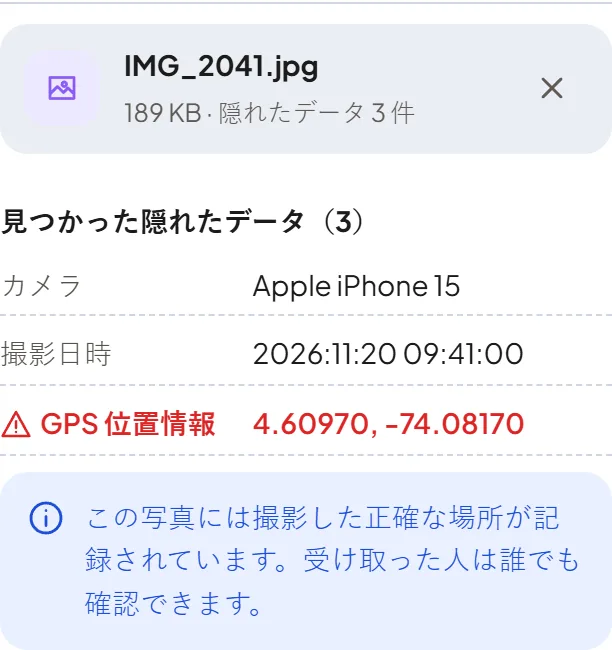 IMG_2041.jpg
189 KB · 隠れたデータ 3 件
見つかった隠れたデータ（3）
カメラ Apple iPhone 15
撮影日時 2026:11:20 09:41:00
GPS 位置情報 4.60970, -74.08170
この写真には撮影した正確な場所が記
録されています。受け取った人は誰でも
確認できます。